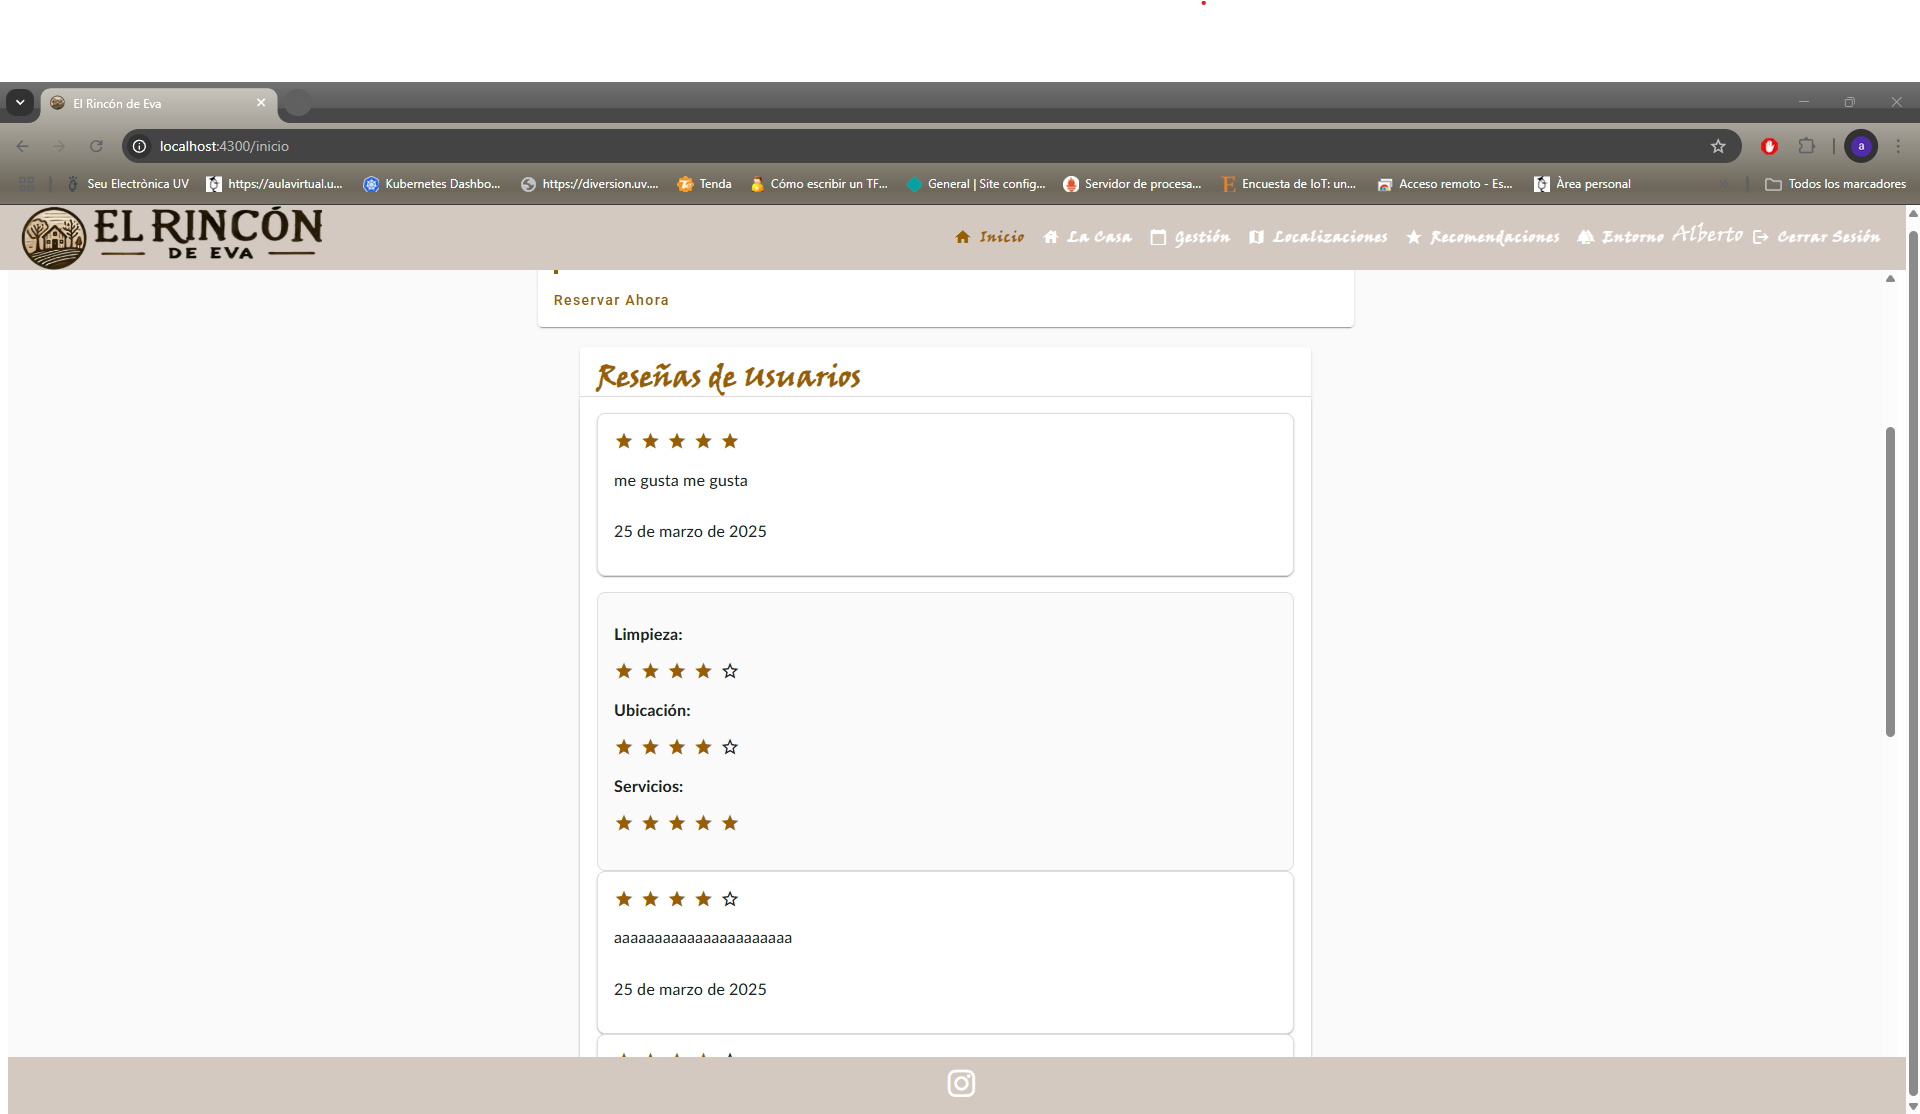 El Rincón de Eva
localhost:4300/inicio
a
Seu Electrònica UV
https://aulavirtual.u...
Kubernetes Dashbo...
https://diversion.uv....
Tenda
Cómo escribir un TF...
General | Site config...
Servidor de procesa...
Encuesta de IoT: un...
Acceso remoto - Es...
Àrea personal
Todos los marcadores
EL RINCÓN
DE EVA
Inicio
La Casa
Gestión
Localizaciones
Recomendaciones
Entorno
Alberto
Cerrar Sesión
Reservar Ahora
Reseñas de Usuarios
me gusta me gusta
25 de marzo de 2025
Limpieza:
Ubicación:
Servicios:
aaaaaaaaaaaaaaaaaaaaaa
25 de marzo de 2025